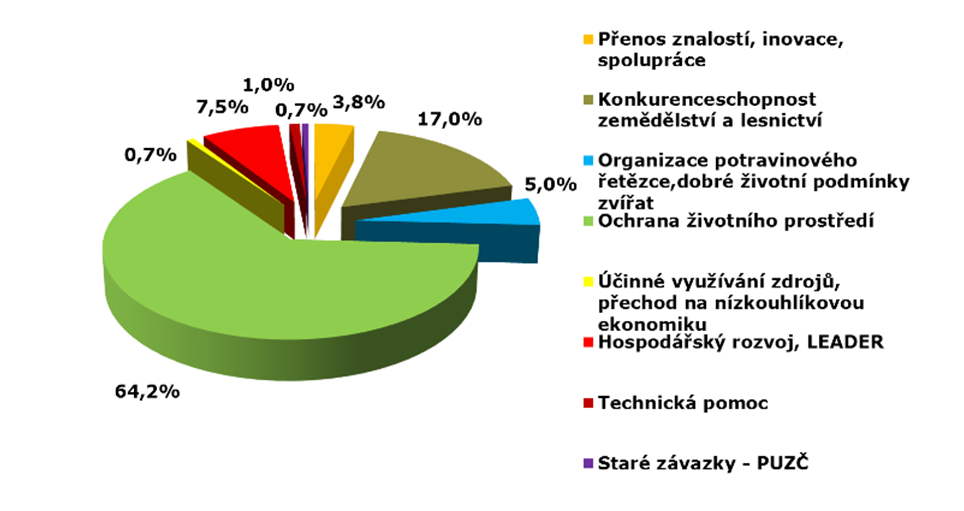 1,0%
7,5%
0,7%
3,8%
17,0%
0,7%
5,0%
64,2%
Přenos znalostí, inovace,
spolupráce
Konkurenceschopnost
zemědělství a lesnictví
Organizace potravinového
řetězce,dobré životní podmínky
zvířat
Ochrana životního prostředí
Účinné využívání zdrojů,
přechod na nízkouhlíkovou
ekonomiku
Hospodářský rozvoj, LEADER
Technická pomoc
Staré závazky - PUZČ